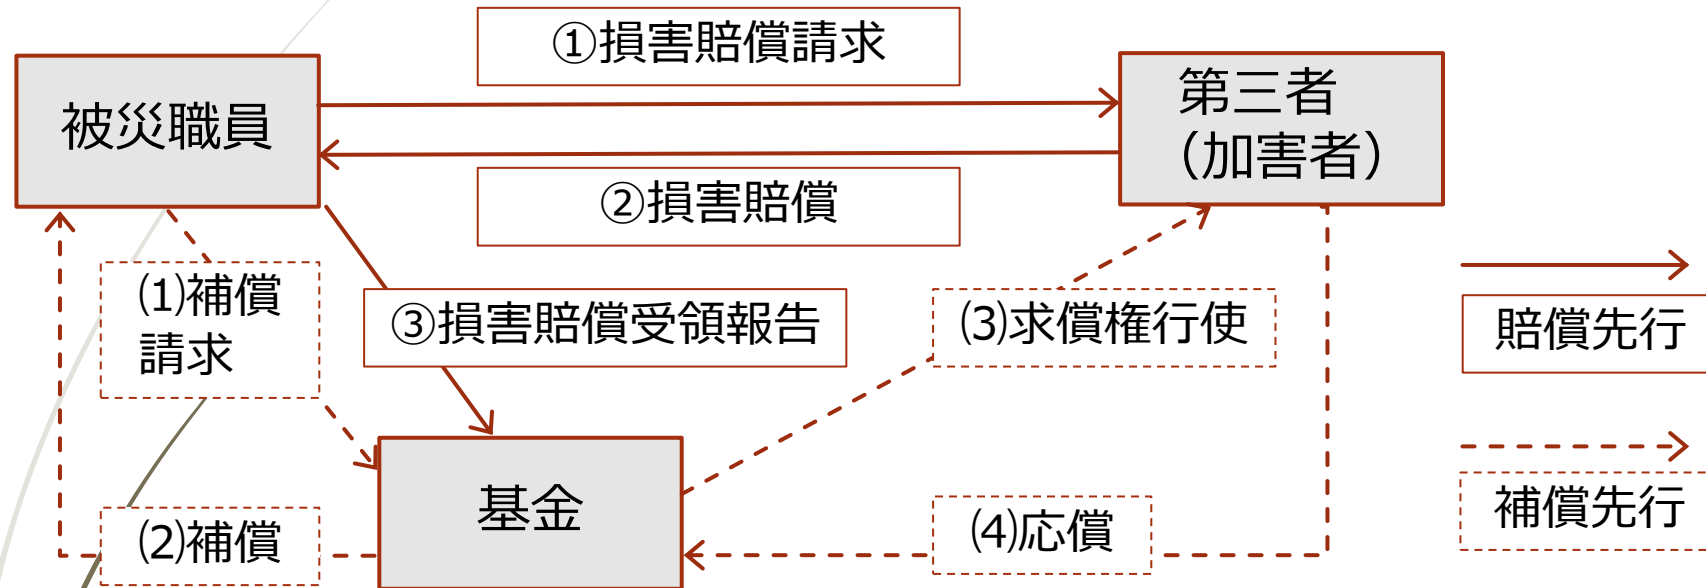 ①損害賠償請求
被災職員
第三者
（加害者）
②損害賠償
⑴補償
請求
③損害賠償受領報告
⑶求償権行使
賠償先行
基金
⑵補償
⑷応償
補償先行